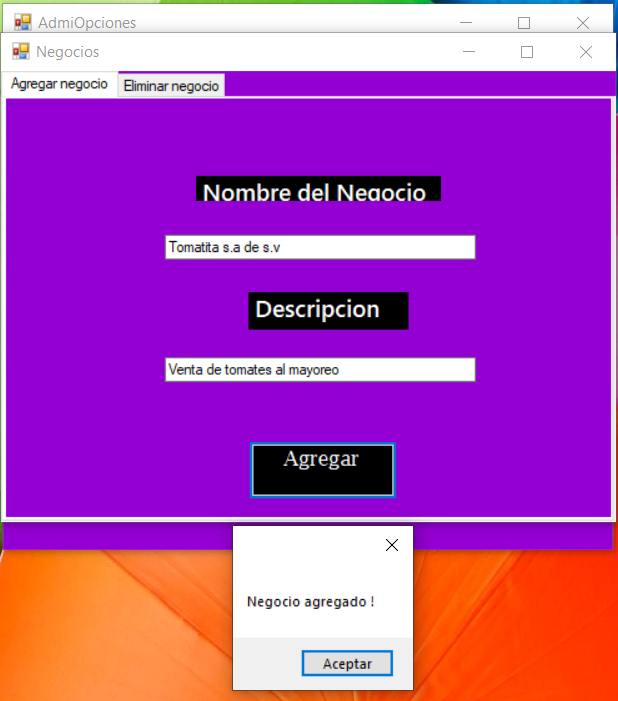 AdmiOpciones
Negocios
Agregar negocio Eliminar negocio
Nombre del Negocio
Tomatita s.a de s.v
Descripcion
Venta de tomates al mayoreo
Agregar
Negocio agregado !
Aceptar